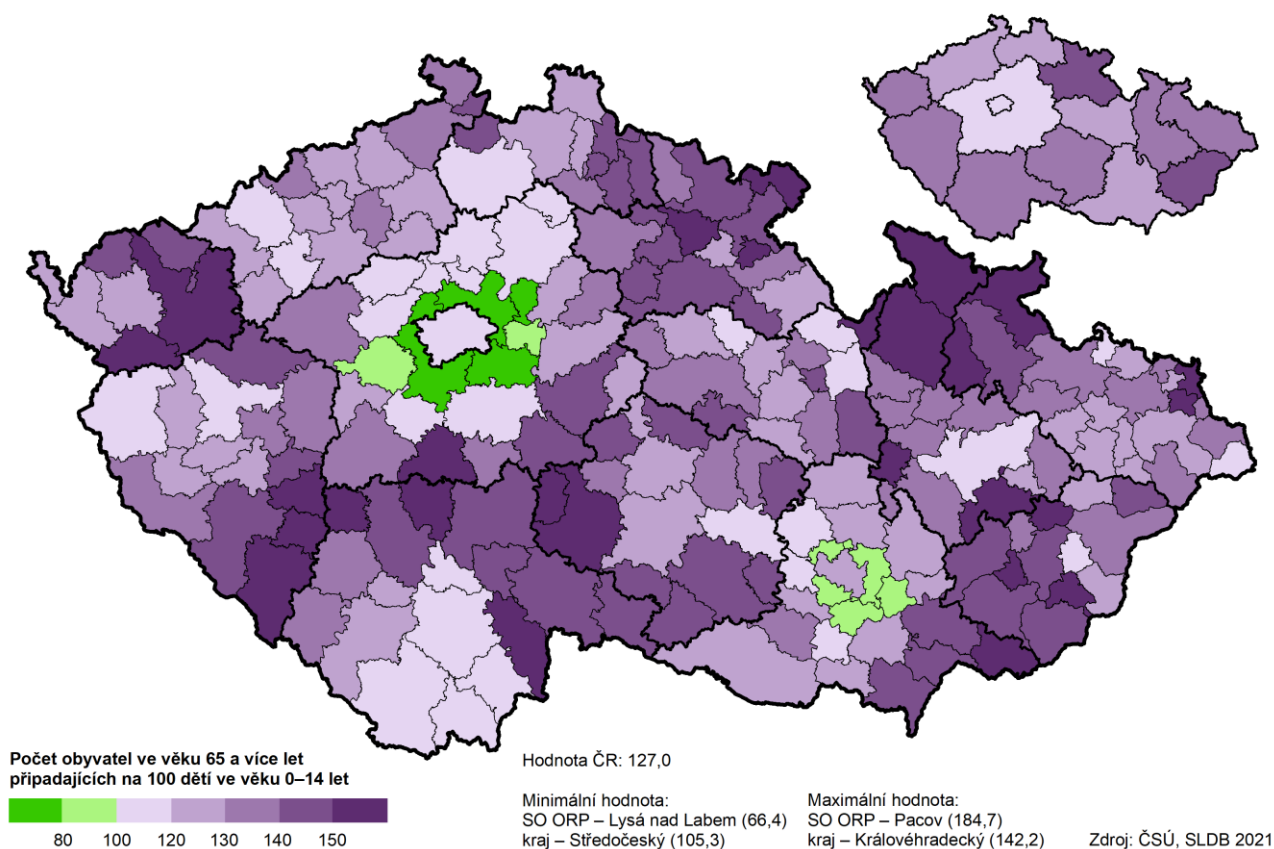 Počet obyvatel ve věku 65 a více let
připadajících na 100 dětí ve věku 0–14 let
80 100 120 130 140 150
Hodnota ČR: 127,0
Minimální hodnota:
SO ORP – Lysá nad Labem (66,4)
kraj – Středočeský (105,3)
Maximální hodnota:
SO ORP – Pacov (184,7)
kraj – Královéhradecký (142,2)
Zdroj: ČSÚ, SLDB 2021